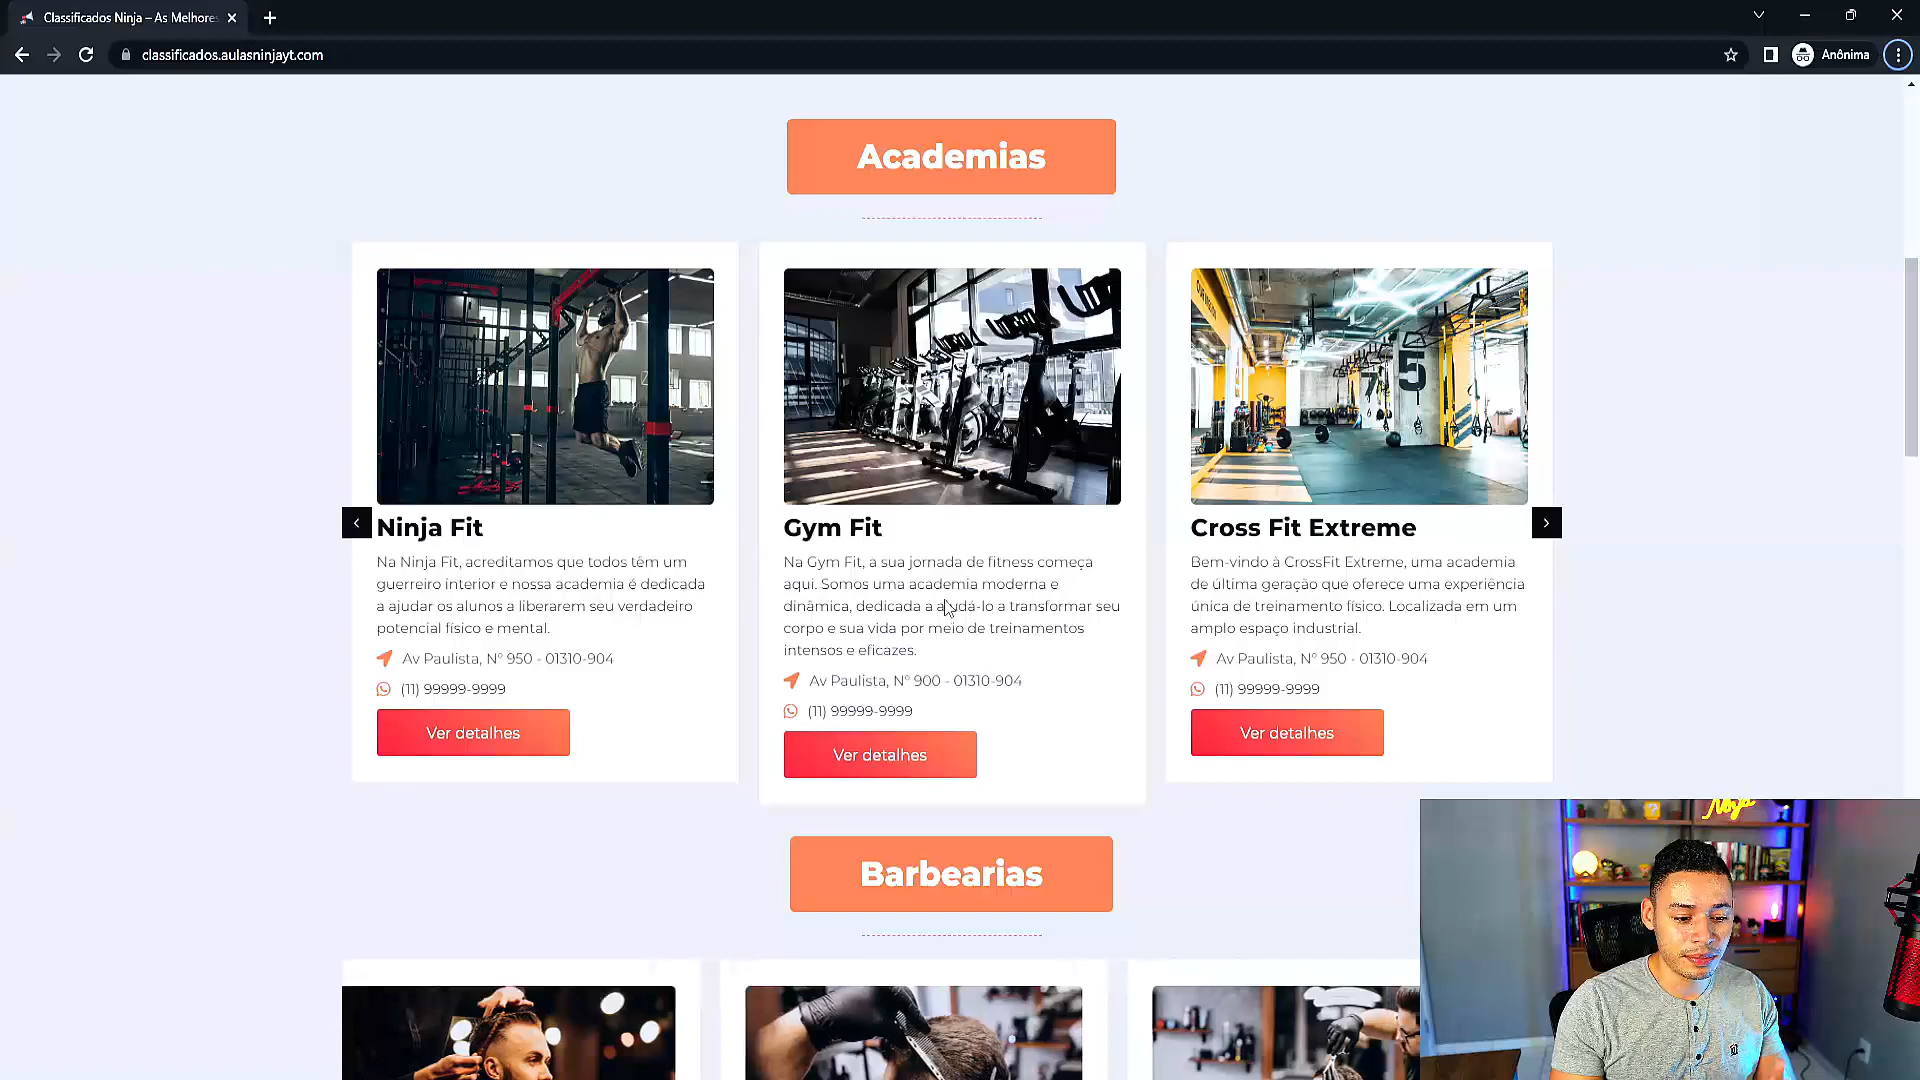 Classificados Ninja – As Melhores
classificados.aulasninjayt.com
Anônima
Academias
Ninja Fit
Na Ninja Fit, acreditamos que todos têm um
guerreiro interior e nossa academia é dedicada
a ajudar os alunos a liberarem seu verdadeiro
potencial físico e mental.
Av Paulista, N° 950 - 01310-904
(11) 99999-9999
Ver detalhes
Gym Fit
Na Gym Fit, a sua jornada de fitness começa
aqui. Somos uma academia moderna e
dinâmica, dedicada a ajudá-lo a transformar seu
corpo e sua vida por meio de treinamentos
intensos e eficazes.
Av Paulista, N° 900 - 01310-904
(11) 99999-9999
Ver detalhes
5
Cross Fit Extreme
Bem-vindo à CrossFit Extreme, uma academia
de última geração que oferece uma experiência
única de treinamento físico. Localizada em um
amplo espaço industrial.
Av Paulista, N° 950 - 01310-904
(11) 99999-9999
Ver detalhes
Barbearias